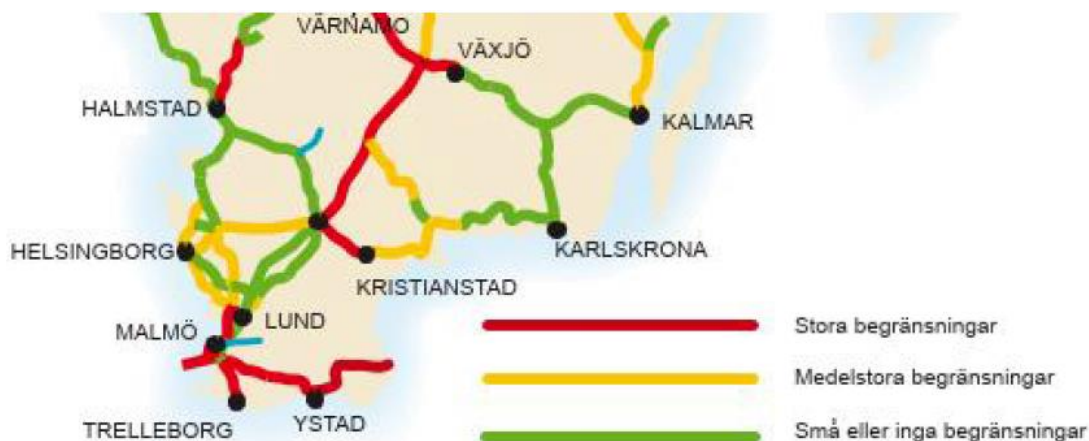 VÄRNAMO
VÄXJÖ
HALMSTAD
KALMAR
HELSINGBORG
KARLSKRONA
KRISTIANSTAD
LUND
MALMÖ
TRELLEBORG
YSTAD
Stora begränsningar
Medelstora begränsningar
Små eller inga begränsningar